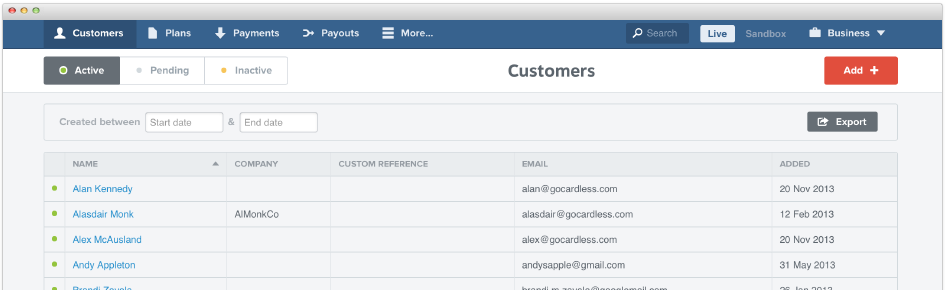 Customers Plans Payments Payouts More... Search Live Sandbox Business
Active Pending Inactive Customers Add +
Created between Start date & End date Export
NAME COMPANY CUSTOM REFERENCE EMAIL ADDED
Alan Kennedy alan@gocardless.com 20 Nov 2013
Alasdair Monk AlMonkCo alasdair@gocardless.com 12 Feb 2013
Alex McAusland alex@gocardless.com 20 Nov 2013
Andy Appleton andysapple@gmail.com 31 May 2013